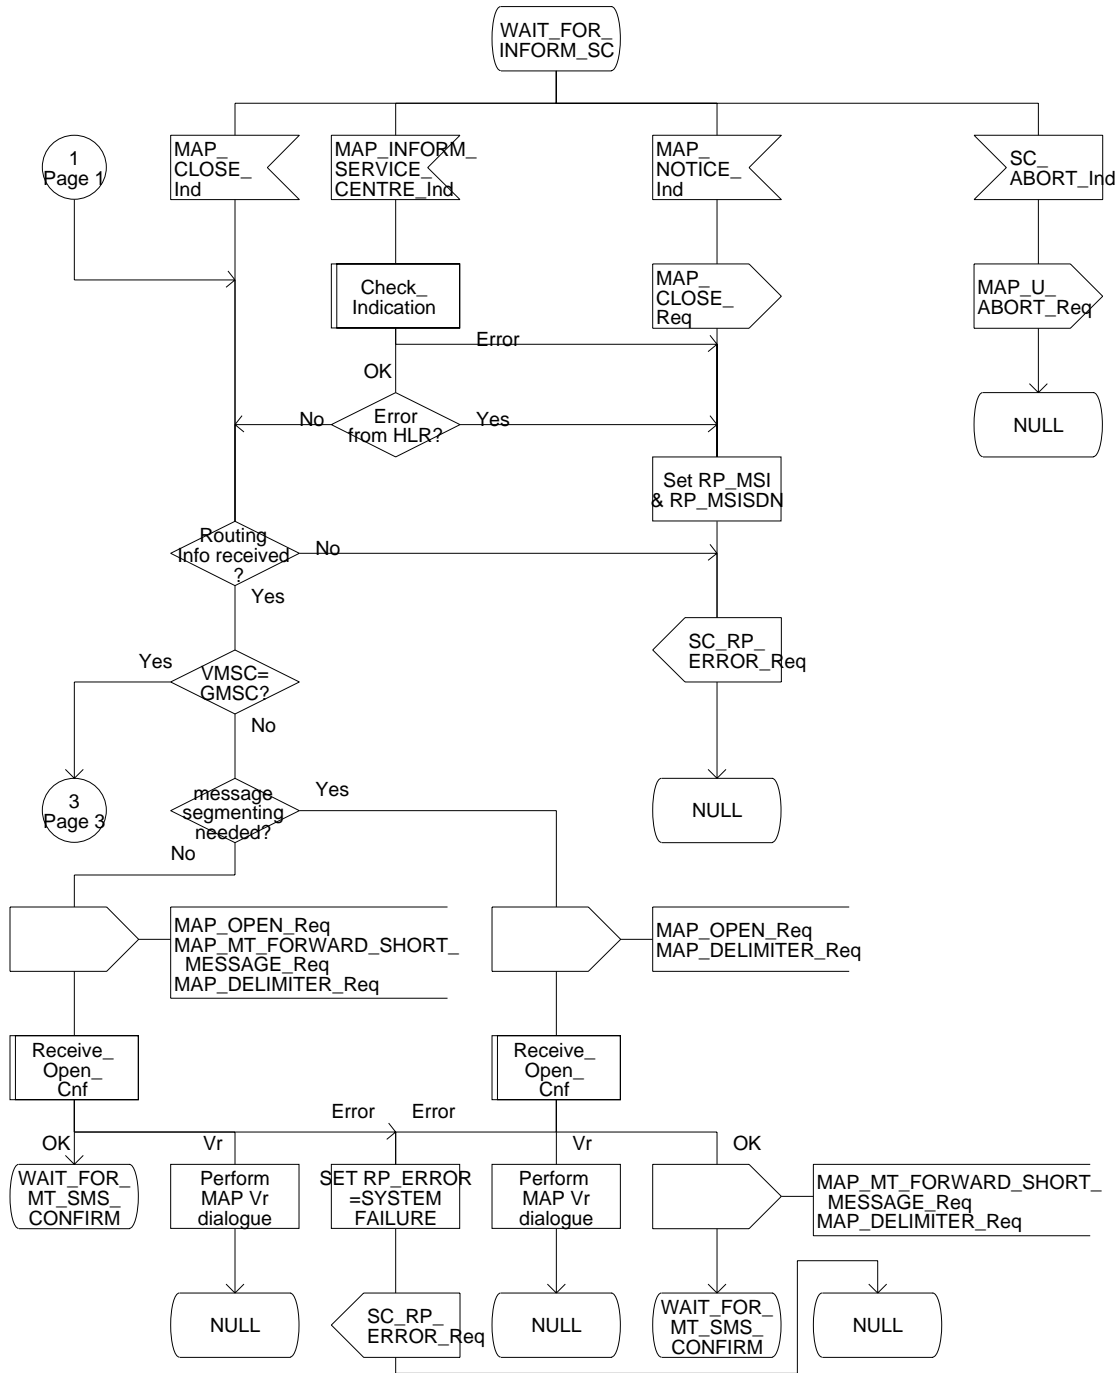 WAIT_FOR_
INFORM_SC
1
Page 1
MAP_
CLOSE_
Ind
MAP_INFORM_
SERVICE_
CENTRE_Ind
MAP_
NOTICE_
Ind
SC_
ABORT_Ind
Check_
Indication
MAP_
CLOSE_
Req
MAP_U_
ABORT_Req
Error
OK
No
Error
from HLR?
Yes
NULL
Set RP_MSI
& RP_MSISDN
Routing
Info received
?
No
Yes
SC_RP_
ERROR_Req
Yes
VMSC=
GMSC?
No
3
Page 3
message
segmenting
needed?
Yes
NULL
No
MAP_OPEN_Req
MAP_MT_FORWARD_SHORT_
MESSAGE_Req
MAP_DELIMITER_Req
MAP_OPEN_Req
MAP_DELIMITER_Req
Receive_
Open_
Cnf
Receive_
Open_
Cnf
Error
Error
OK
Vr
Vr
OK
WAIT_FOR_
MT_SMS_
CONFIRM
Perform
MAP Vr
dialogue
SET RP_ERROR
=SYSTEM
FAILURE
Perform
MAP Vr
dialogue
MAP_MT_FORWARD_SHORT_
MESSAGE_Req
MAP_DELIMITER_Req
NULL
SC_RP_
ERROR_Req
NULL
WAIT_FOR_
MT_SMS_
CONFIRM
NULL